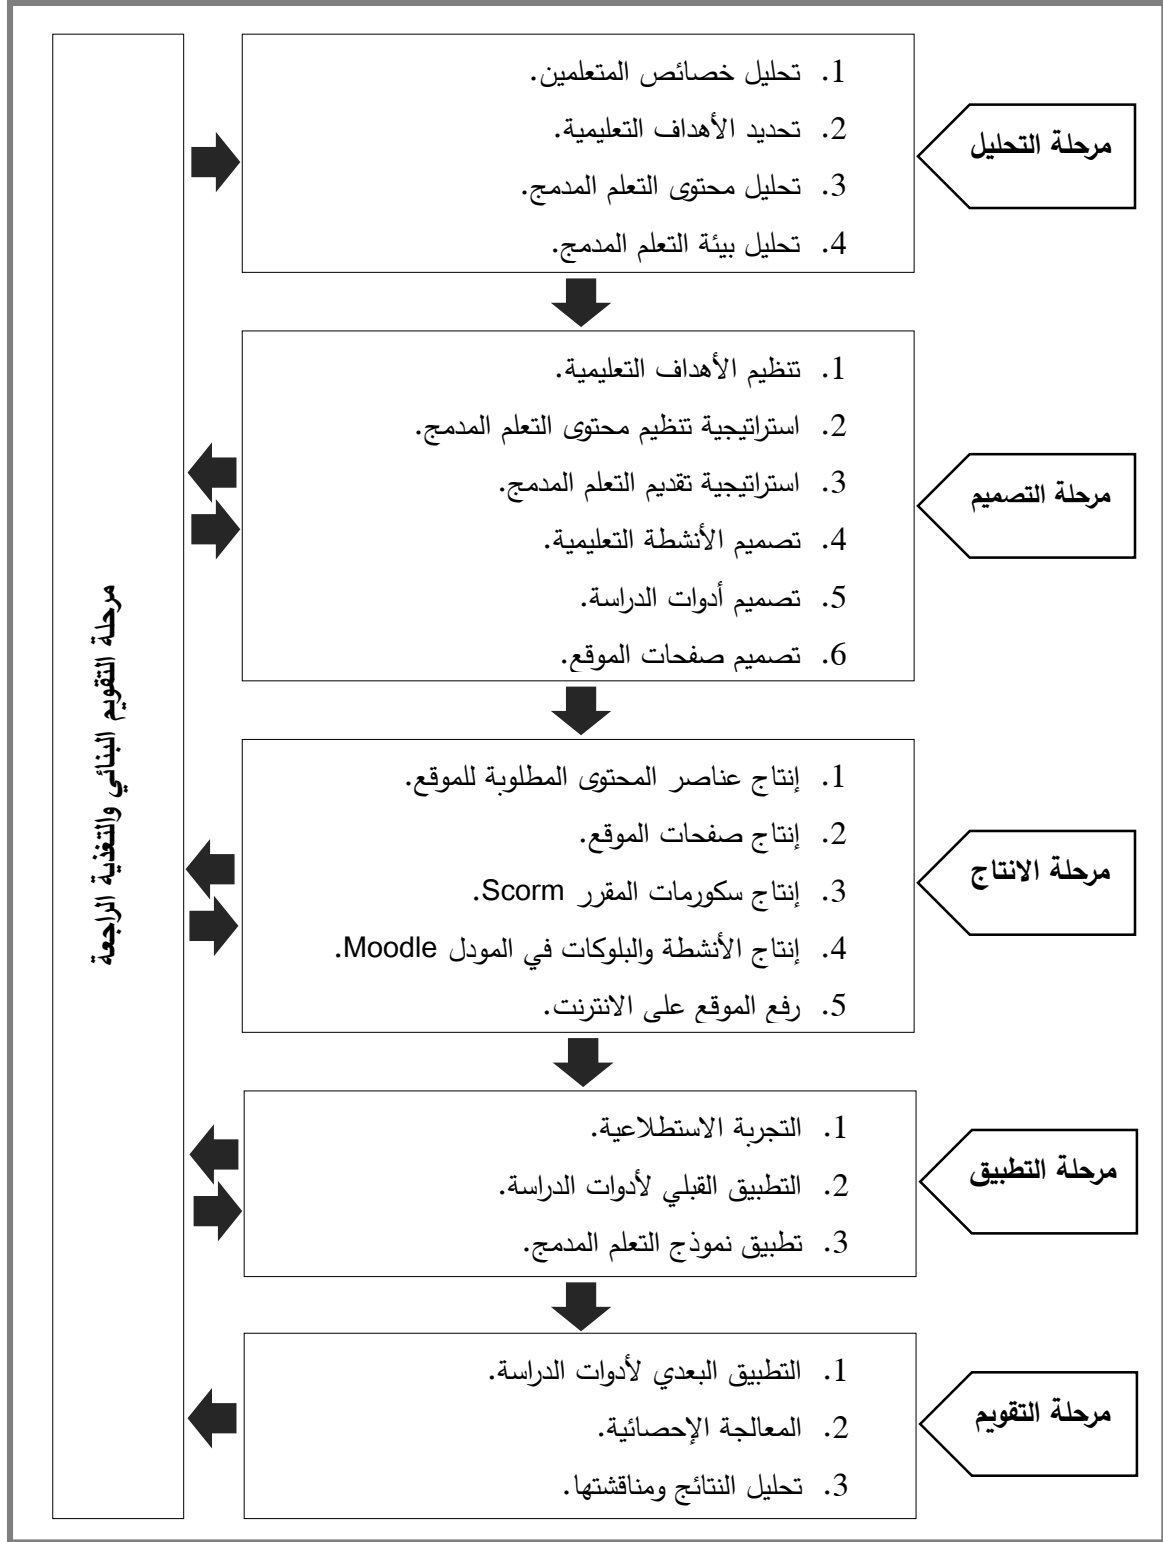 مرحلة التحليل
1. تحليل خصائص المتعلمين.
2. تحديد الأهداف التعليمية.
3. تحليل محتوى التعلم المدمج.
4. تحليل بيئة التعلم المدمج.
مرحلة التصميم
1. تنظيم الأهداف التعليمية.
2. استراتيجية تنظيم محتوى التعلم المدمج.
3. استراتيجية تقديم التعلم المدمج.
4. تصميم الأنشطة التعليمية.
5. تصميم أدوات الدراسة.
6. تصميم صفحات الموقع.
مرحلة الانتاج
1. إنتاج عناصر المحتوى المطلوبة للموقع.
2. إنتاج صفحات الموقع.
3. إنتاج سكورمات المقرر Scorm.
4. إنتاج الأنشطة والبلوكات في المودل Moodle.
5. رفع الموقع على الانترنت.
مرحلة التطبيق
1. التجربة الاستطلاعية.
2. التطبيق القبلي لأدوات الدراسة.
3. تطبيق نموذج التعلم المدمج.
مرحلة التقويم
1. التطبيق البعدي لأدوات الدراسة.
2. المعالجة الإحصائية.
3. تحليل النتائج ومناقشتها.
مرحلة التقويم البنائي والتغذية الراجعة